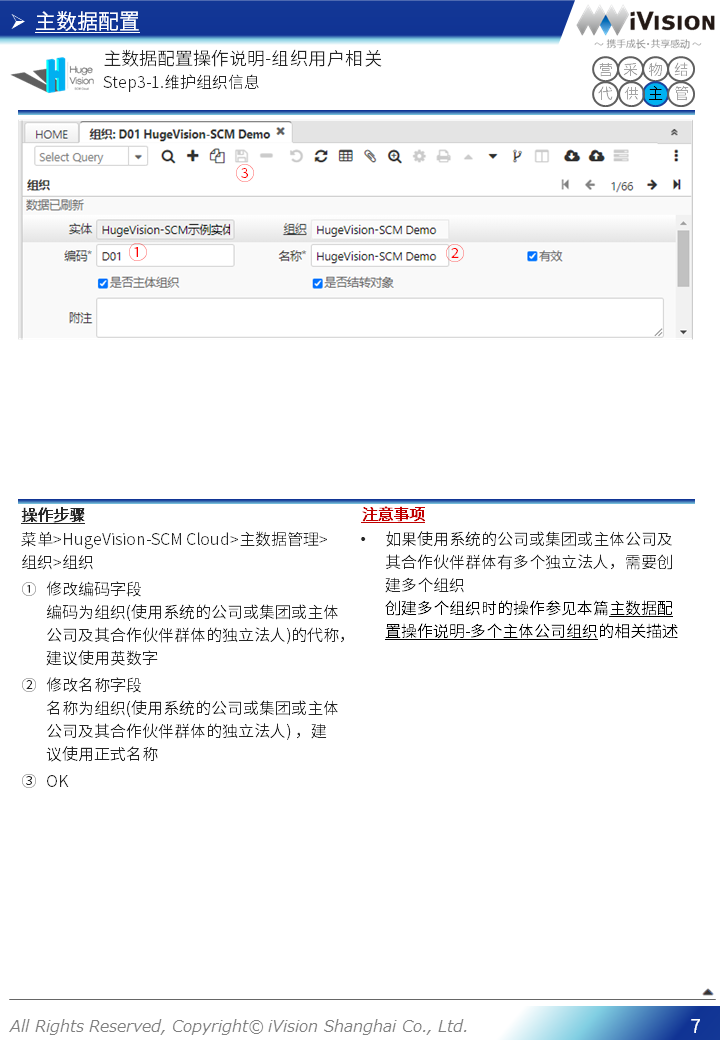 主数据配置
iVISION
～ 携手成长·共享感动 ～
Huge
Vision
主数据配置操作说明-组织用户相关
Step3-1.维护组织信息
营 采 物 结
代 供 主 管
HOME 组织: D01 HugeVision-SCM Demo ×
Select Query
③
组织 1/66
数据已刷新
实体 HugeVision-SCM示例实体 组织 HugeVision-SCM Demo
编码* D01 ① 名称* HugeVision-SCM Demo ② 有效
是否主体组织 是否结转对象
附注
操作步骤
菜单>HugeVision-SCM Cloud>主数据管理>
组织>组织
① 修改编码字段
编码为组织(使用系统的公司或集团或主体
公司及其合作伙伴群体的独立法人)的代称，
建议使用英数字
② 修改名称字段
名称为组织(使用系统的公司或集团或主体
公司及其合作伙伴群体的独立法人)，建
议使用正式名称
③ OK
注意事项
• 如果使用系统的公司或集团或主体公司及
其合作伙伴群体有多个独立法人，需要创
建多个组织
创建多个组织时的操作参见本篇主数据配
置操作说明-多个主体公司组织的相关描述
All Rights Reserved, Copyright© iVision Shanghai Co., Ltd.
7